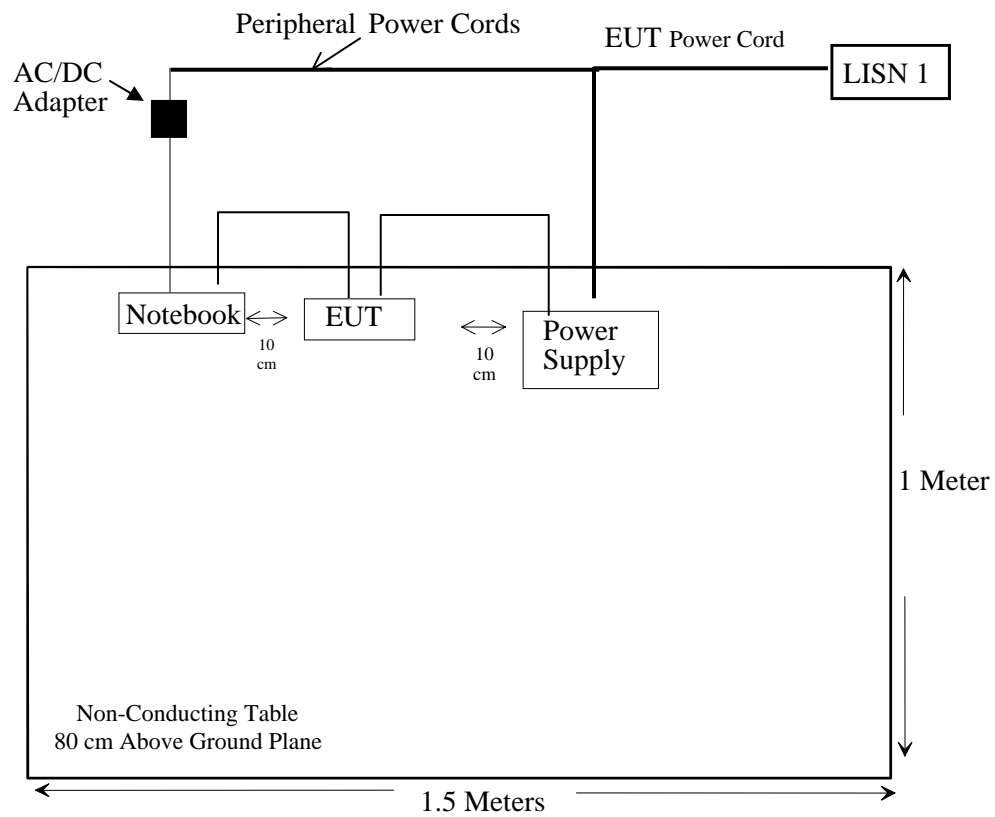 Peripheral Power Cords
EUT Power Cord
LISN 1
AC/DC
Adapter
Notebook
EUT
Power
Supply
10
cm
10
cm
1 Meter
Non-Conducting Table
80 cm Above Ground Plane
1.5 Meters